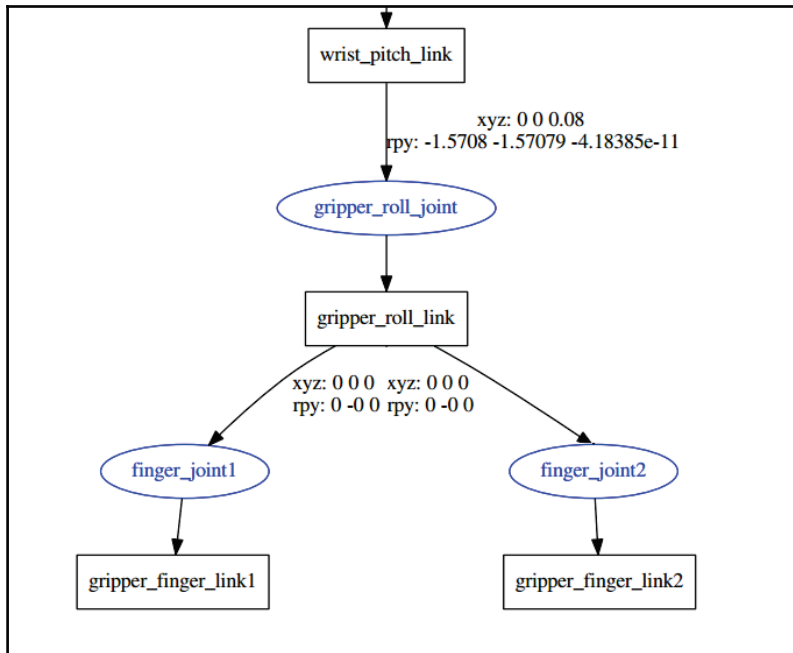 wrist_pitch_link
xyz: 0 0 0.08
rpy: -1.5708 -1.57079 -4.18385e-11
gripper_roll_joint
gripper_roll_link
xyz: 0 0 0 xyz: 0 0 0
rpy: 0 -0 0 rpy: 0 -0 0
finger_joint1 finger_joint2
gripper_finger_link1 gripper_finger_link2